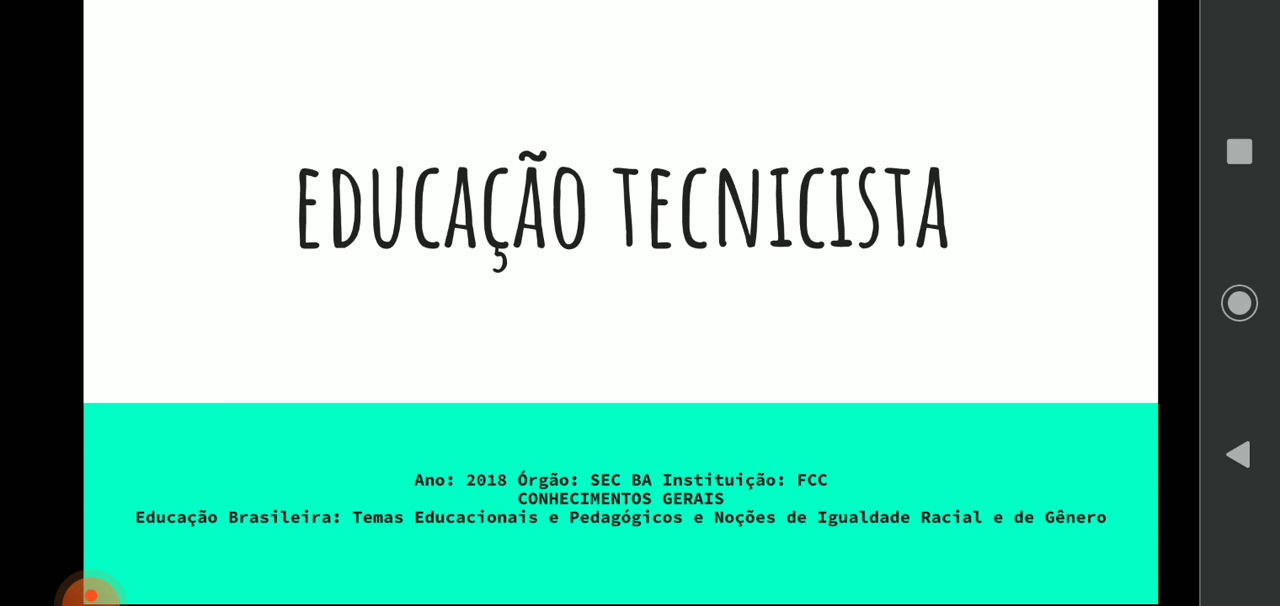 EDUCAÇÃO TECNICISTA
Ano: 2018 Órgão: SEC BA Instituição: FCC
CONHECIMENTOS GERAIS
Educação Brasileira: Temas Educacionais e Pedagógicos e Noções de Igualdade Racial e de Gênero